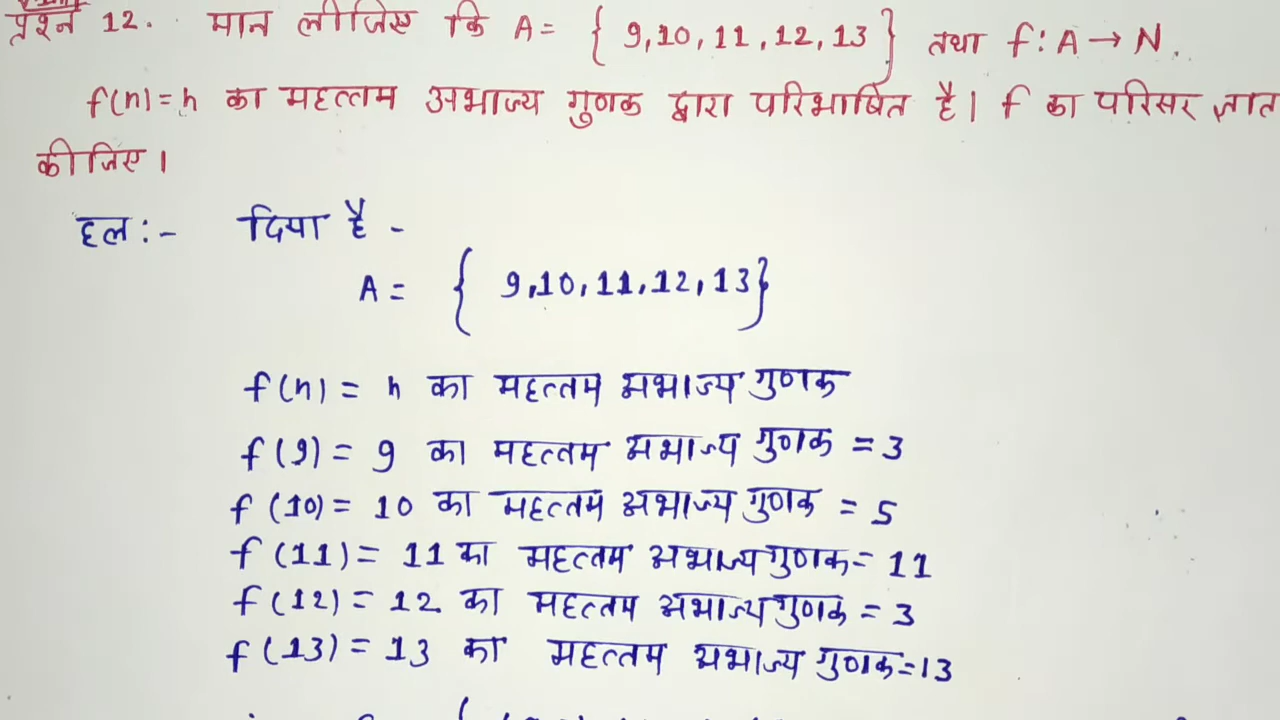 प्रश्न 12. मान लीजिए कि A = { 9,10,11,12,13 } तथा f:A→N.
f(n)=n का महत्तम अभाज्य गुणक द्वारा परिभाषित है। f का परिसर ज्ञात
कीजिए।
हल:- दिया है -
A = { 9,10,11,12,13}
f(n) = n का महत्तम अभाज्य गुणक
f(9) = 9 का महत्तम अभाज्य गुणक = 3
f(10) = 10 का महत्तम अभाज्य गुणक = 5
f(11) = 11 का महत्तम अभाज्य गुणक = 11
f(12) = 12 का महत्तम अभाज्य गुणक = 3
f(13) = 13 का महत्तम अभाज्य गुणक=13